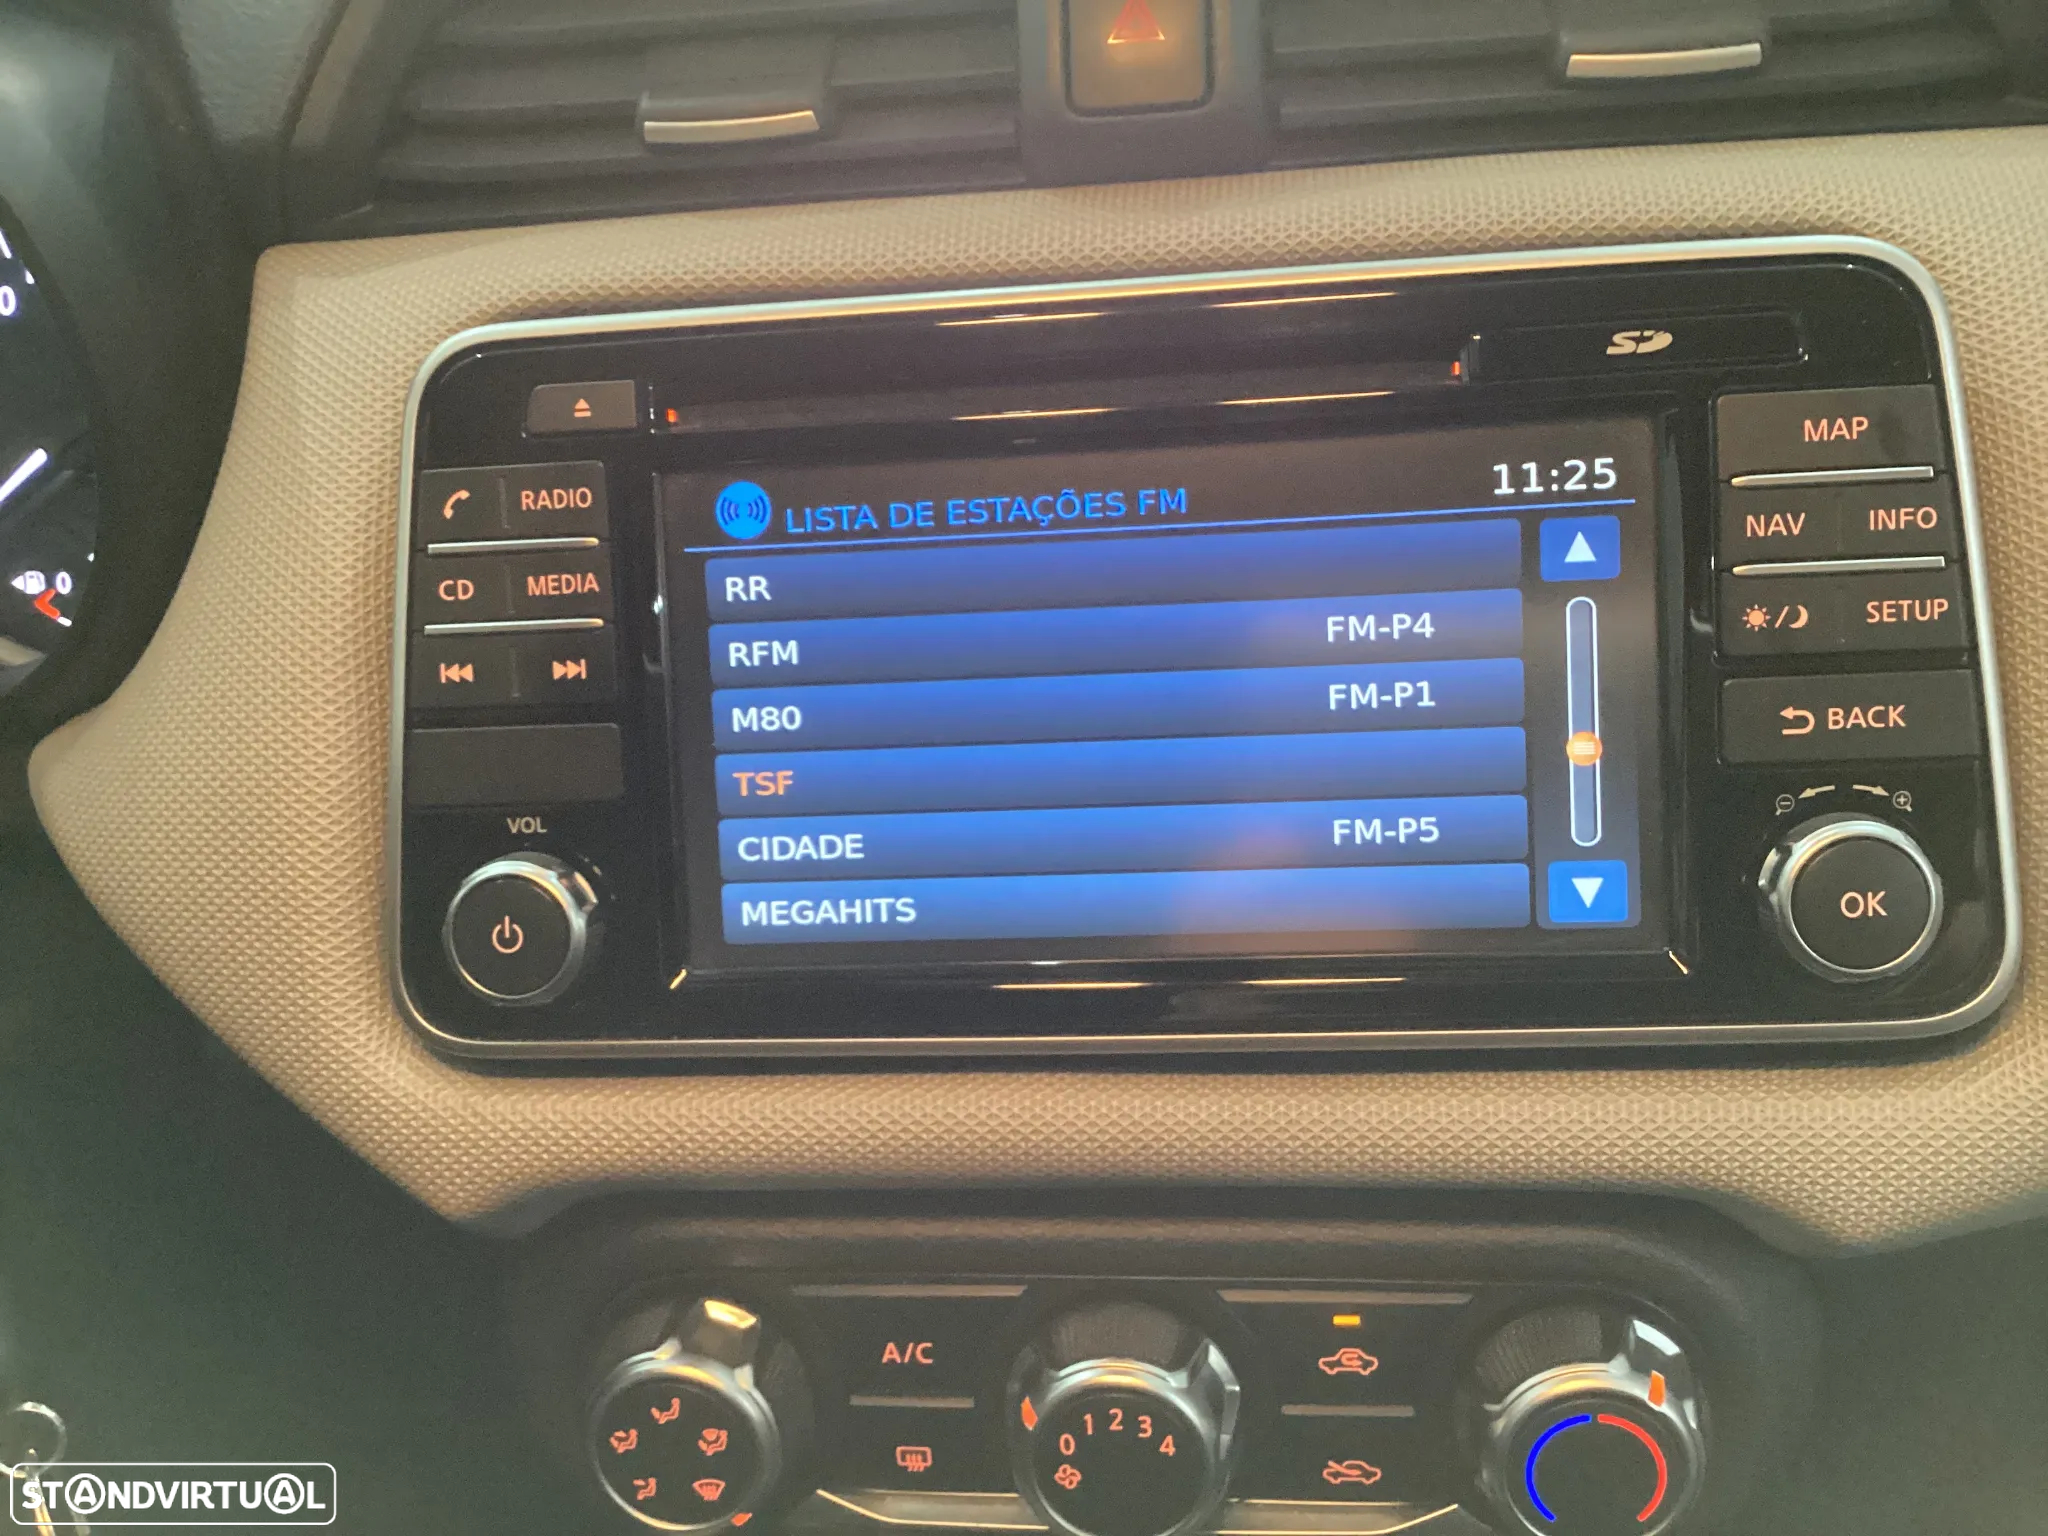 SD
MAP
RADIO
LISTA DE ESTAÇÕES FM
11:25
NAV
INFO
RR
CD
MEDIA
RFM
FM-P4
SETUP
M80
FM-P1
BACK
TSF
VOL
CIDADE
FM-P5
MEGAHITS
OK
0
A/C
0
1
2
3
4
STANDVIRTUAL